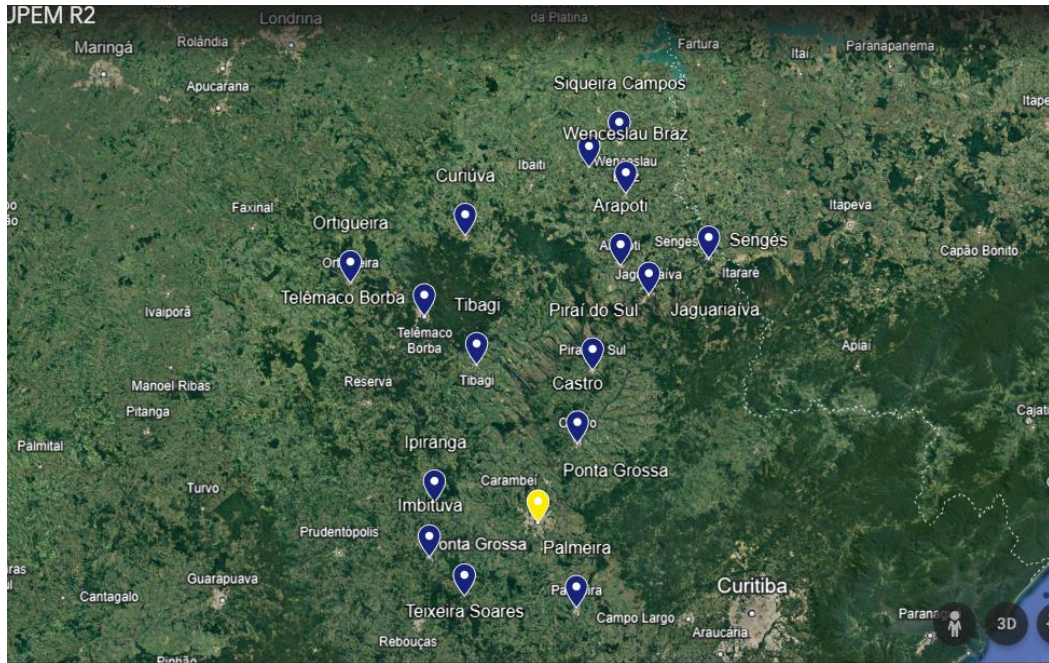 UPEM R2
Londrina
da Platina
Maringá
Rolândia
Fartura
Itaí
Paranapanema
Apucarana
Siqueira Campos
Wenceslau Braz
Ibaiti
Wenceslau
Curiúva
Arapoti
Faxinal
Itapeva
Ortigueira
Sengés
Sengés
Capão Bonito
Itararé
Telêmaco Borba
Tibagi
Piraí do Sul
Jaguariaíva
Ivaiporã
Telêmaco
Borba
Apiaí
Reserva
Tibagi
Manoel Ribas
Castro
Pitanga
Palmital
Ipiranga
Ponta Grossa
Carambeí
Turvo
Imbituva
Prudentópolis
Ponta Grossa
Palmeira
Guarapuava
Curitiba
Cantagalo
Teixeira Soares
Campo Largo
3D
Rebouças
Araucária